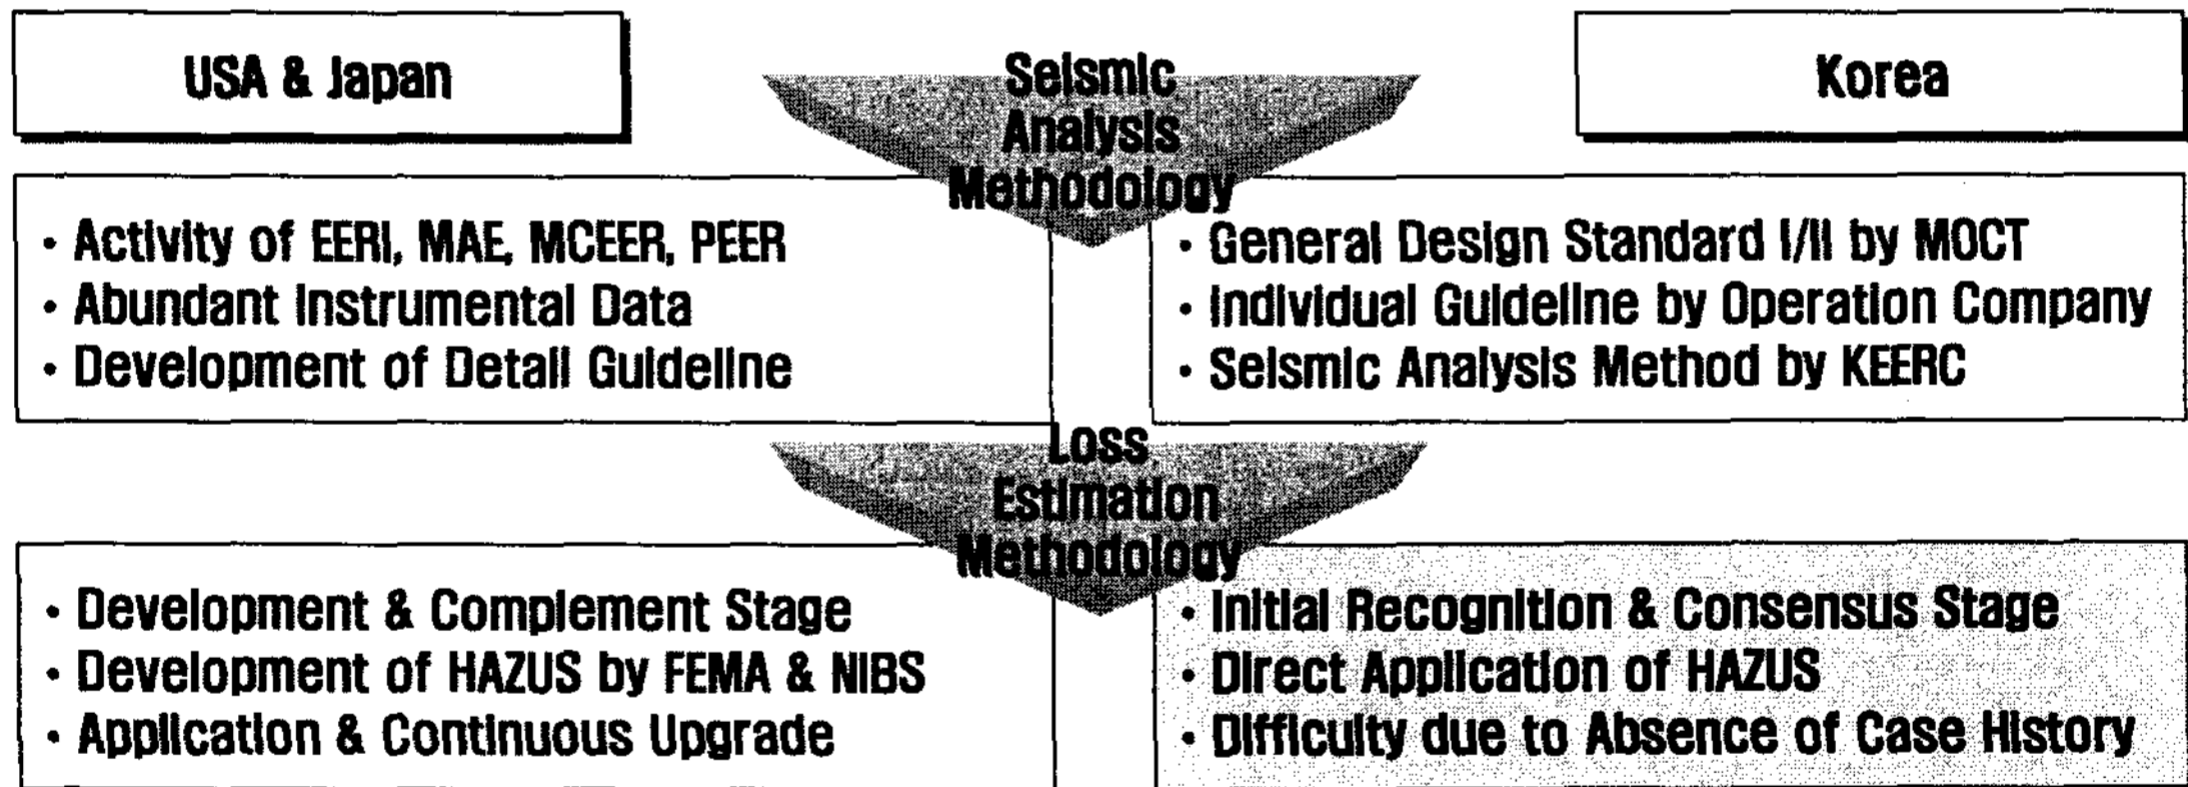 USA & Japan
Seismic
Analysis
Methodology
Korea
· Activity of EERI, MAE, MCEER, PEER
· Abundant Instrumental Data
· Development of Detail Guideline
· General Design Standard I/II by MOCT
· Individual Guideline by Operation Company
· Seismic Analysis Method by KEERC
Loss
Estimation
Methodology
· Development & Complement Stage
· Development of HAZUS by FEMA & NIBS
· Application & Continuous Upgrade
· Initial Recognition & Consensus Stage
· Direct Application of HAZUS
· Difficulty due to Absence of Case History